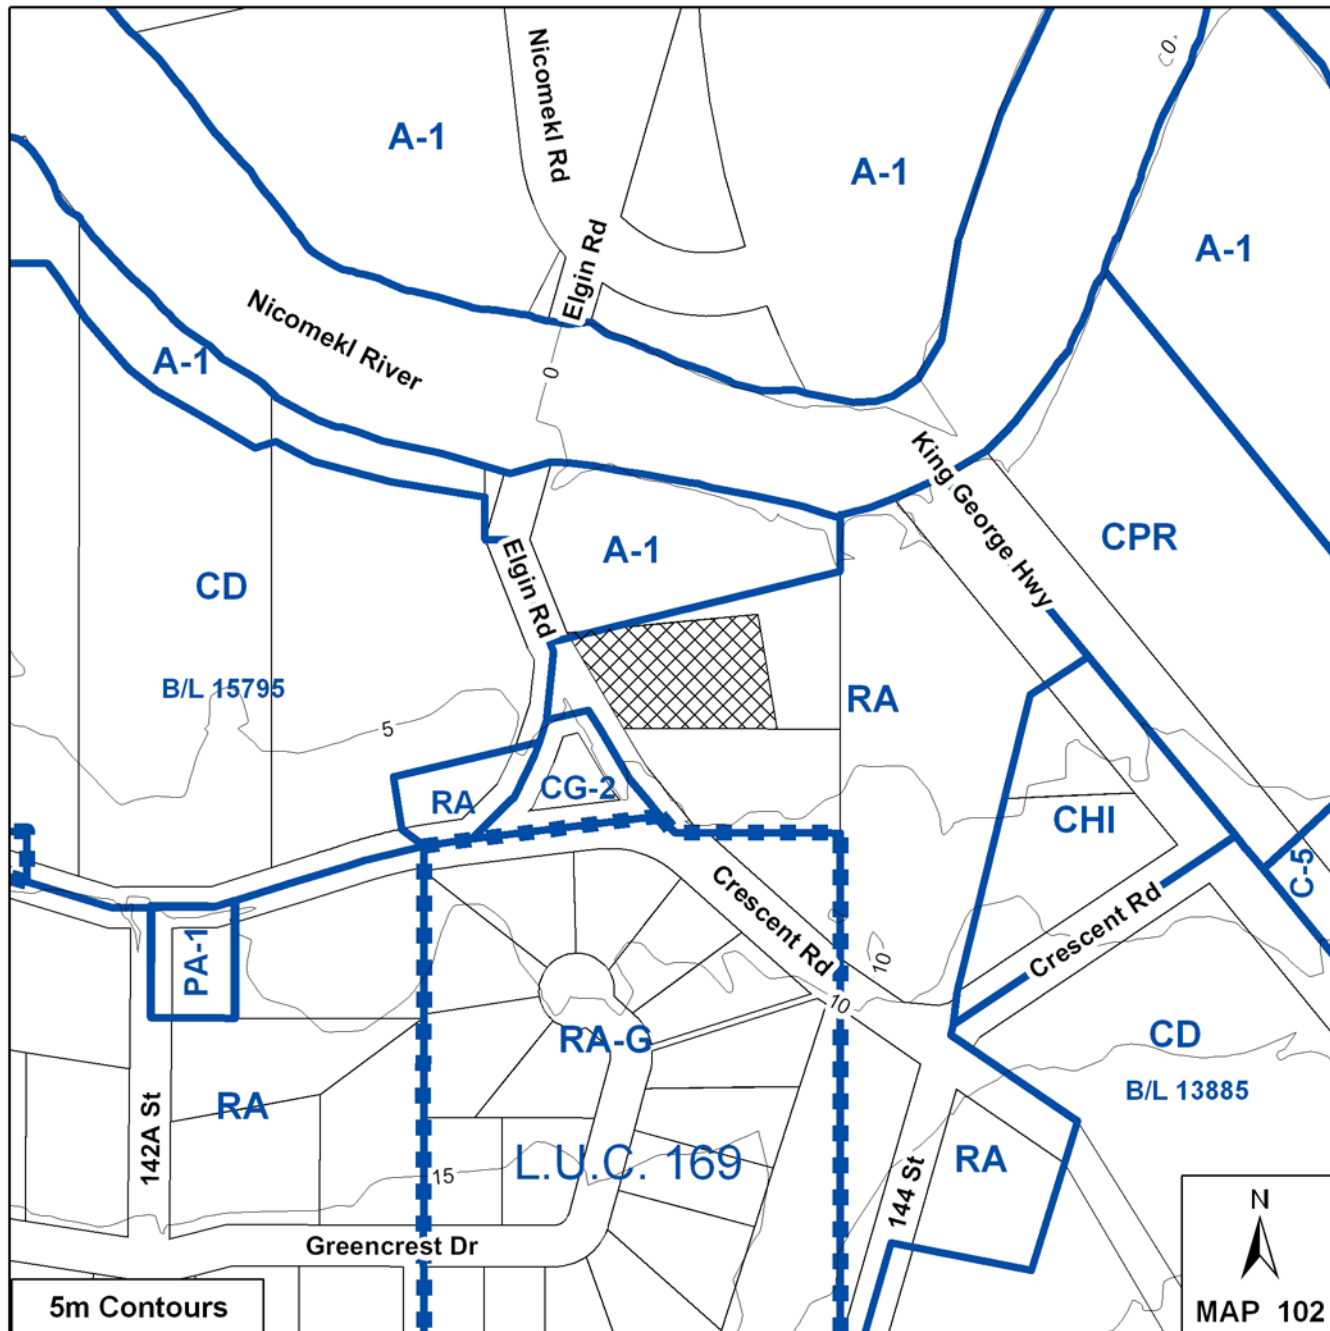 Nicomekl Rd
0
A-1
A-1
A-1
Elgin Rd
Nicomekl River
A-1
0
King George Hwy
CPR
A-1
Elgin Rd
CD
B/L 15795
RA
5
CG-2
RA
CHI
C-5
Crescent Rd
Crescent Rd
PA-1
10
10
RA-G
CD
B/L 13885
RA
142A St
L.U.C. 169
RA
15
144 St
N
Greencrest Dr
5m Contours
MAP 102